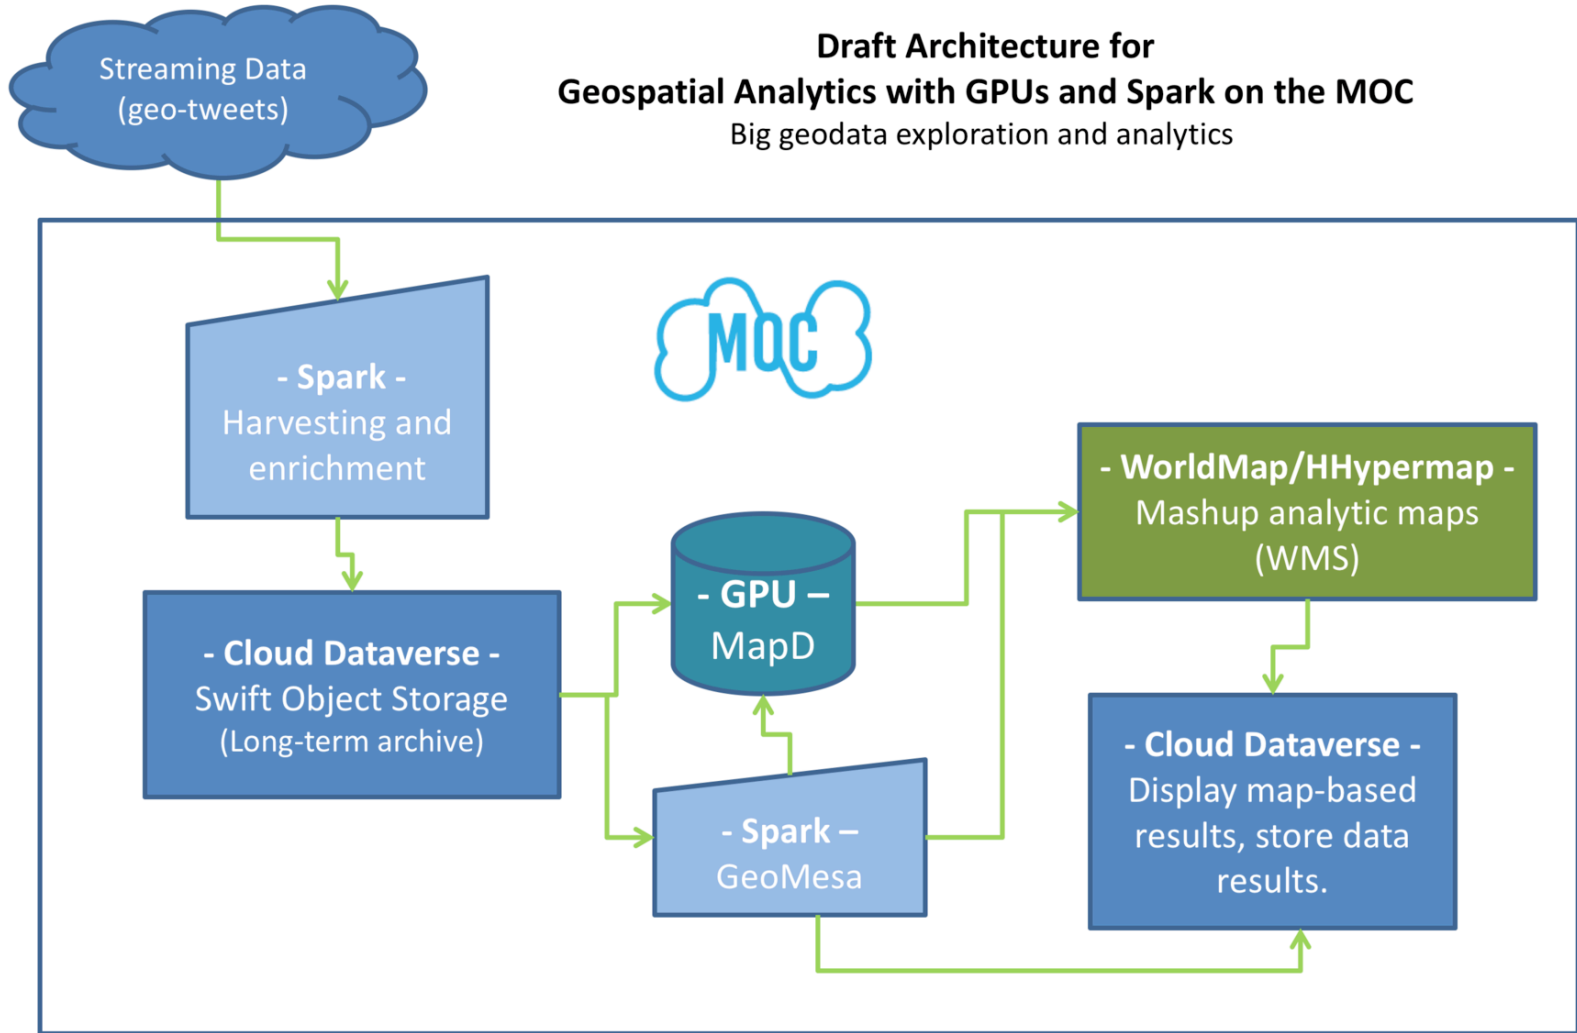 Streaming Data
(geo-tweets)
Draft Architecture for
Geospatial Analytics with GPUs and Spark on the MOC
Big geodata exploration and analytics
MOC
- Spark -
Harvesting and
enrichment
- Cloud Dataverse -
Swift Object Storage
(Long-term archive)
- GPU –
MapD
- Spark –
GeoMesa
- WorldMap/HHypermap -
Mashup analytic maps
(WMS)
- Cloud Dataverse -
Display map-based
results, store data
results.